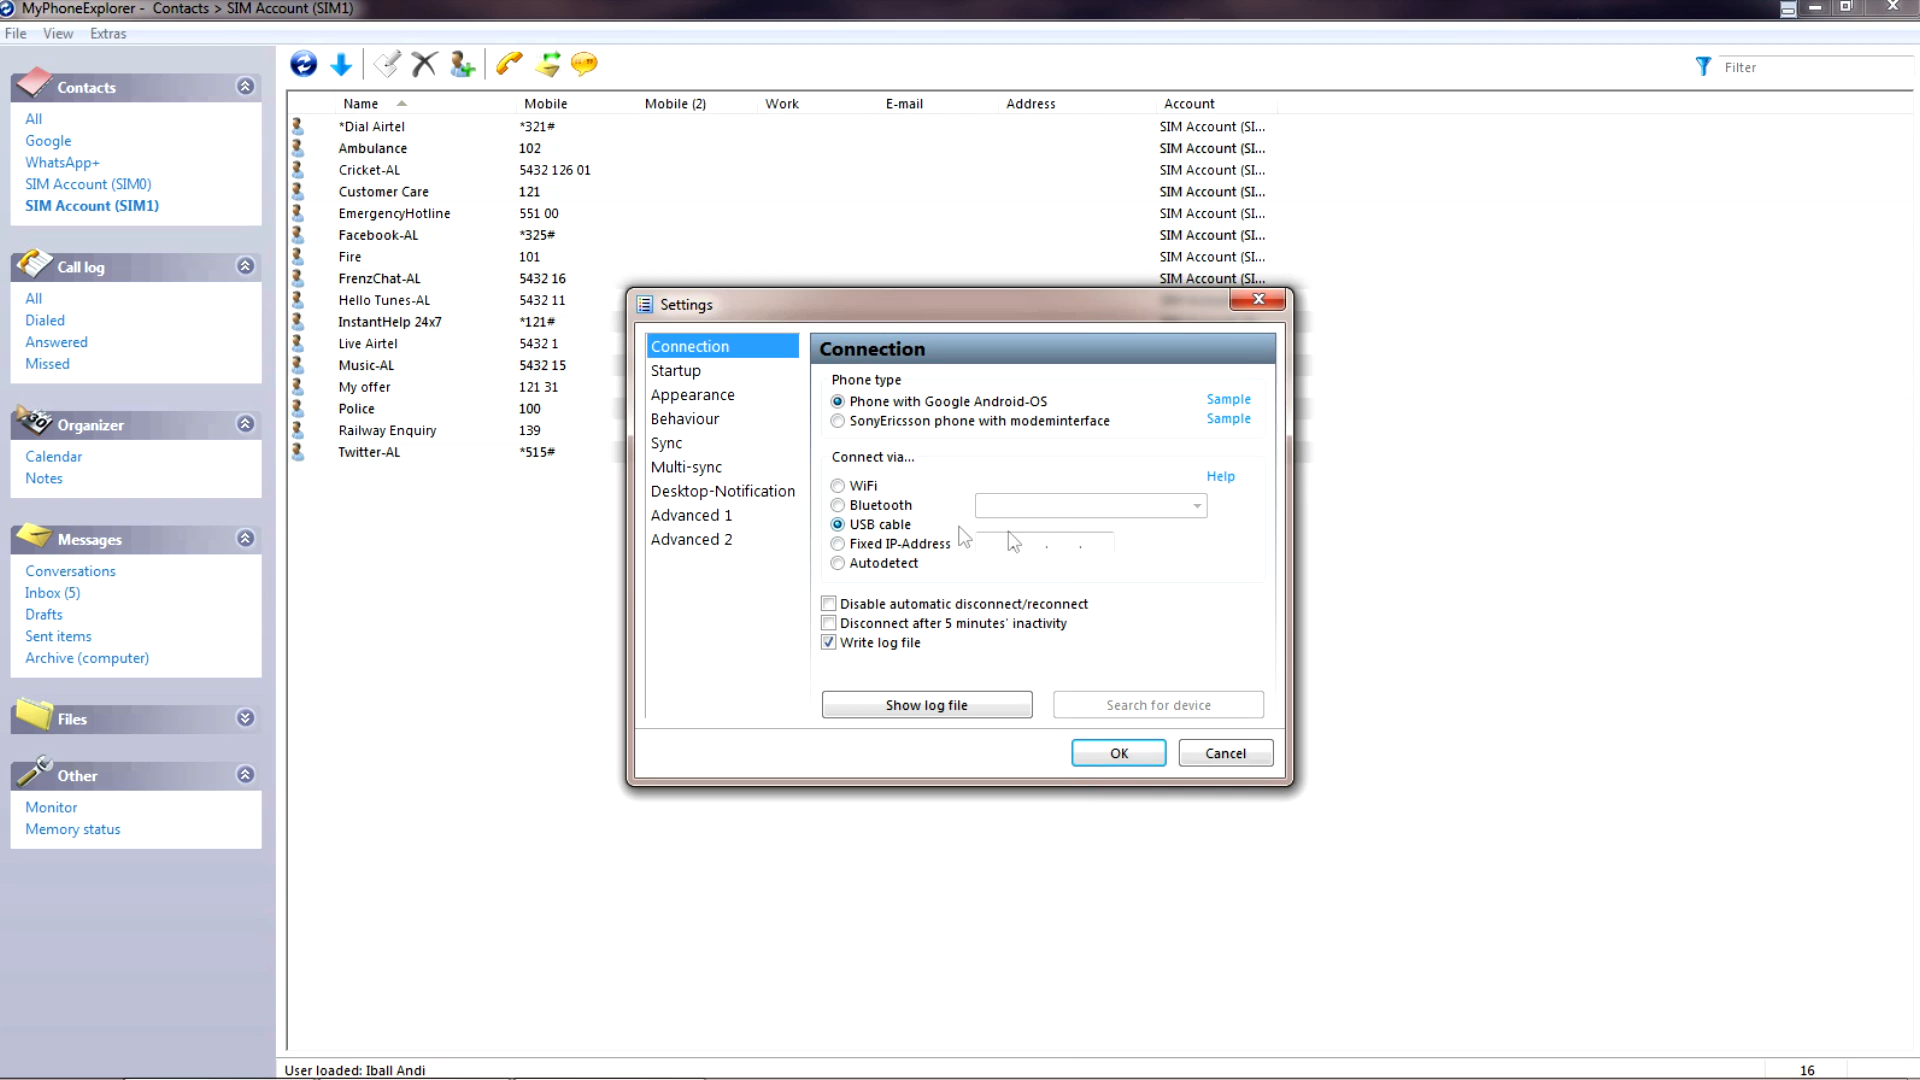 MyPhoneExplorer - Contacts > SIM Account (SIM1)
File View Extras
Contacts
All
Google
WhatsApp+
SIM Account (SIM0)
SIM Account (SIM1)
Call log
All
Dialed
Answered
Missed
Organizer
Calendar
Notes
Messages
Conversations
Inbox (5)
Drafts
Sent items
Archive (computer)
Files
Other
Monitor
Memory status
Filter
Name Mobile Mobile (2) Work E-mail Address Account
*Dial Airtel *321# SIM Account (SI...
Ambulance 102 SIM Account (SI...
Cricket-AL 5432 126 01 SIM Account (SI...
Customer Care 121 SIM Account (SI...
EmergencyHotline 551 00 SIM Account (SI...
Facebook-AL *325# SIM Account (SI...
Fire 101 SIM Account (SI...
FrenzChat-AL 5432 16 SIM Account (SI...
Hello Tunes-AL 5432 11
InstantHelp 24x7 *121#
Live Airtel 5432 1
Music-AL 5432 15
My offer 121 31
Police 100
Railway Enquiry 139
Twitter-AL *515#
Settings
Connection
Startup
Appearance
Behaviour
Sync
Multi-sync
Desktop-Notification
Advanced 1
Advanced 2
Connection
Phone type
Phone with Google Android-OS Sample
SonyEricsson phone with modeminterface Sample
Connect via...
Help
WiFi
Bluetooth
USB cable
Fixed IP-Address . .
Autodetect
Disable automatic disconnect/reconnect
Disconnect after 5 minutes' inactivity
Write log file
Show log file Search for device
OK Cancel
User loaded: Iball Andi 16